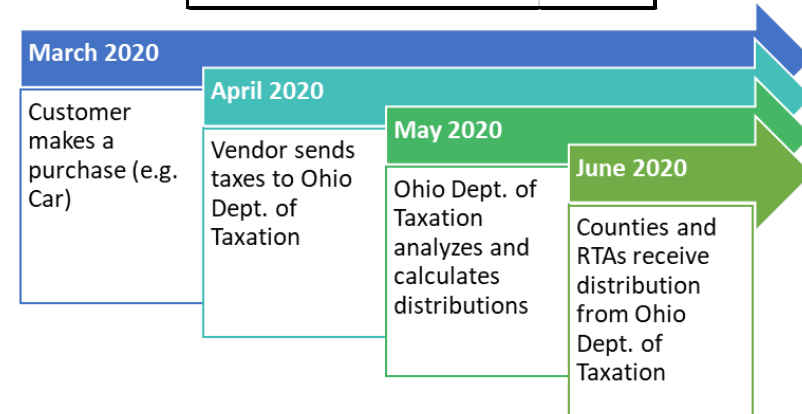 March 2020
Customer
makes a
purchase (e.g.
Car)
April 2020
Vendor sends
taxes to Ohio
Dept. of
Taxation
May 2020
Ohio Dept. of
Taxation
analyzes and
calculates
distributions
June 2020
Counties and
RTAs receive
distribution
from Ohio
Dept. of
Taxation